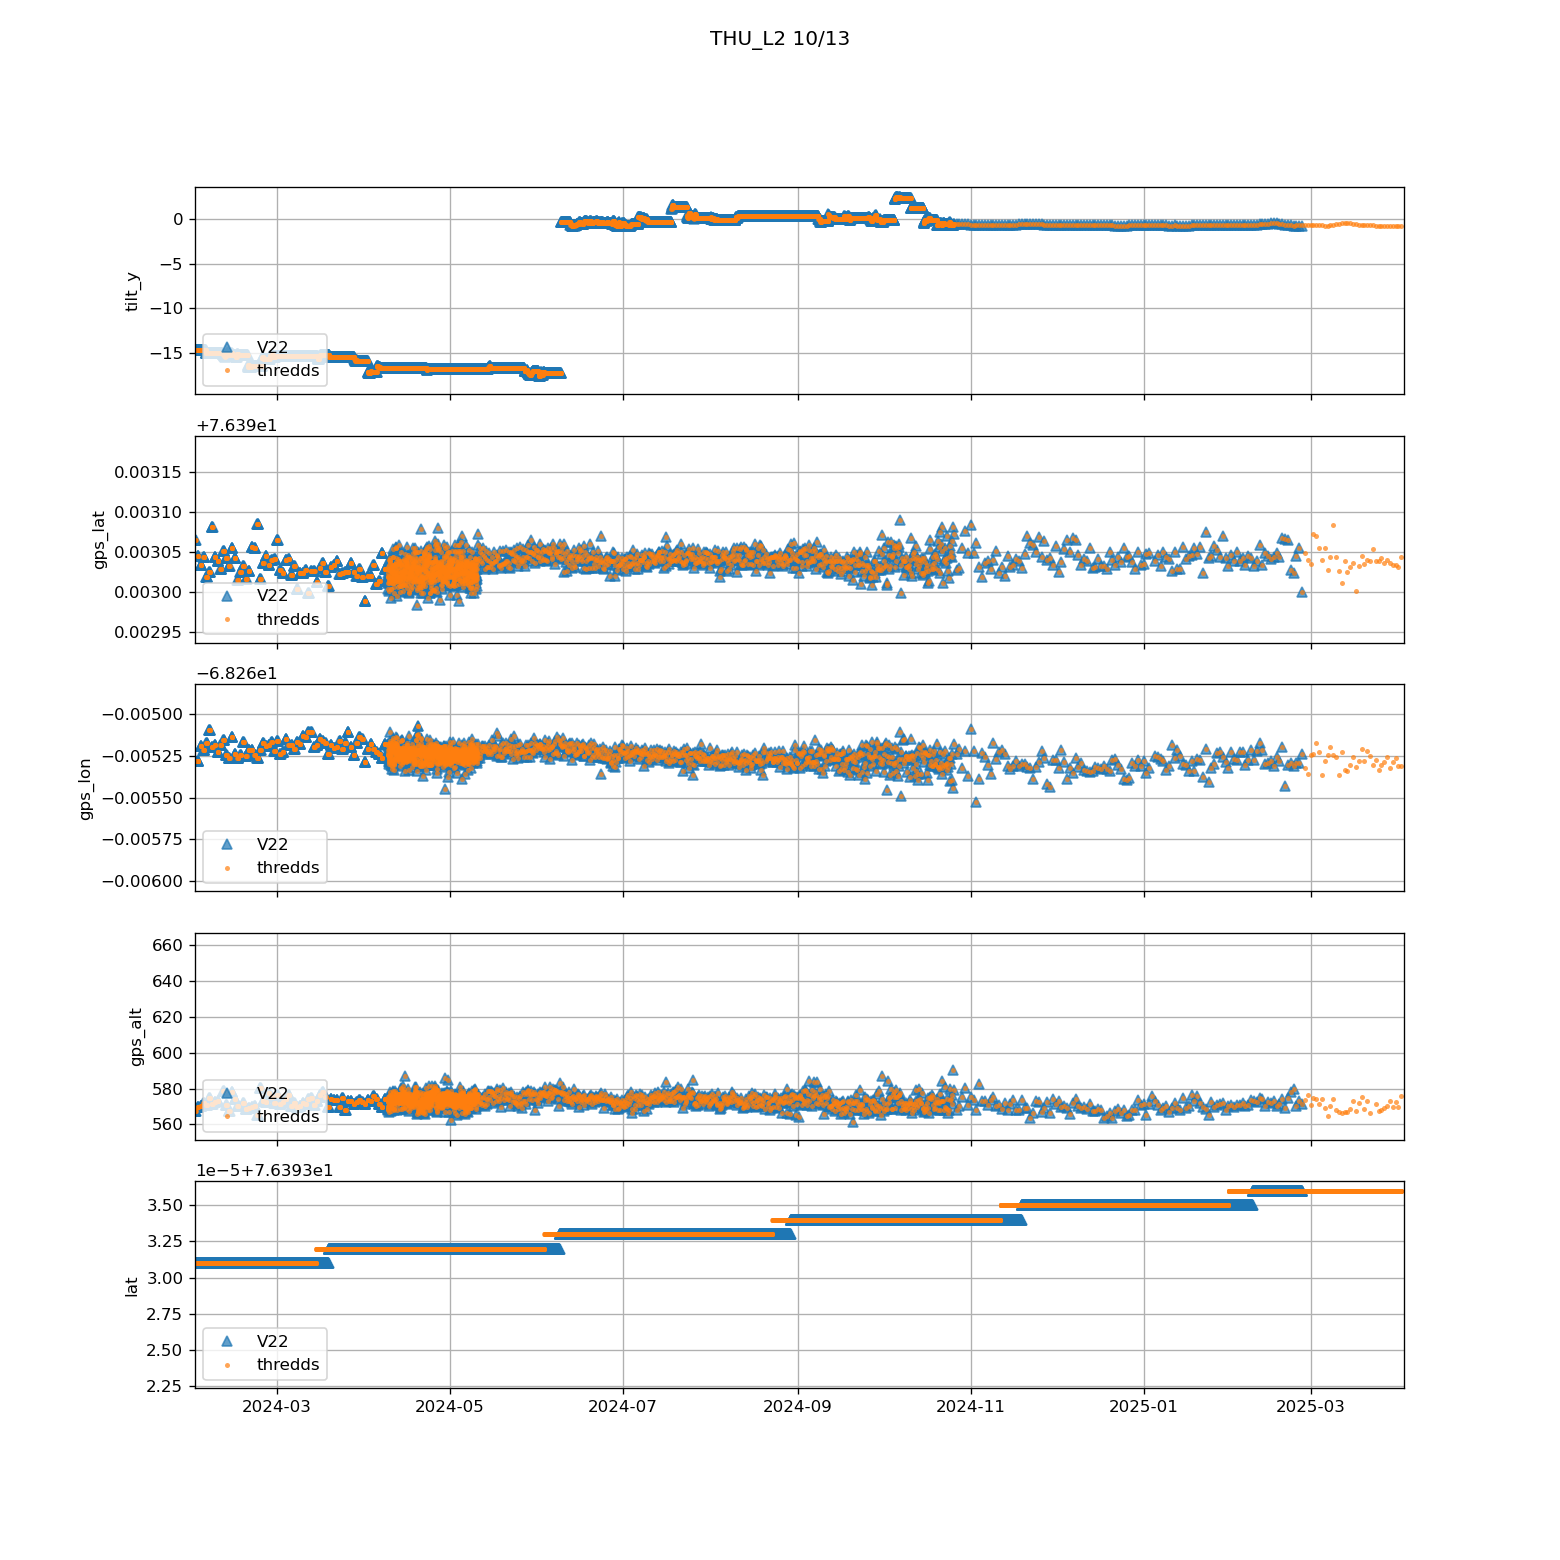 THU_L2 10/13
0
−5
−10
−15
tilt_y
V22
thredds
+7.639e1
0.00315
0.00310
0.00305
0.00300
0.00295
gps_lat
V22
thredds
−6.826e1
−0.00500
−0.00525
−0.00550
−0.00575
−0.00600
gps_lon
V22
thredds
660
640
620
600
580
560
gps_alt
V22
thredds
1e−5+7.6393e1
3.50
3.25
3.00
2.75
2.50
2.25
lat
V22
thredds
2024-03 2024-05 2024-07 2024-09 2024-11 2025-01 2025-03